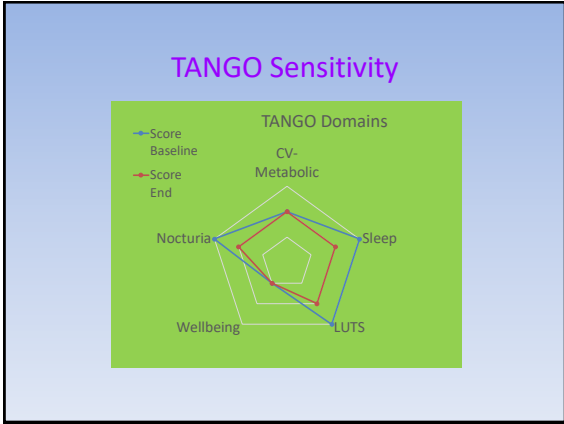 TANGO Sensitivity
TANGO Domains
Score
Baseline
Score
End
CV-
Metabolic
Sleep
LUTS
Wellbeing
Nocturia